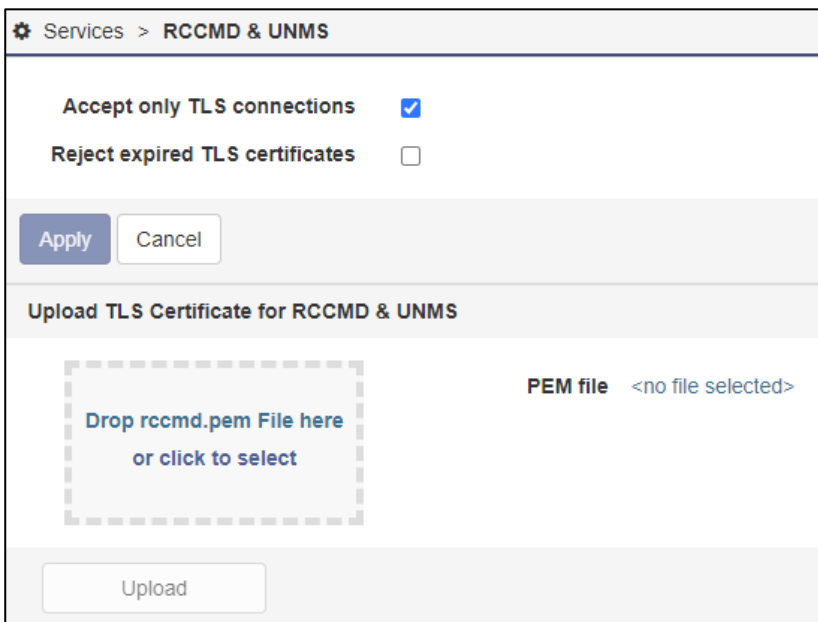 Services > RCCMD & UNMS
Accept only TLS connections
Reject expired TLS certificates
Apply Cancel
Upload TLS Certificate for RCCMD & UNMS
Drop rccmd.pem File here
or click to select
PEM file <no file selected>
Upload